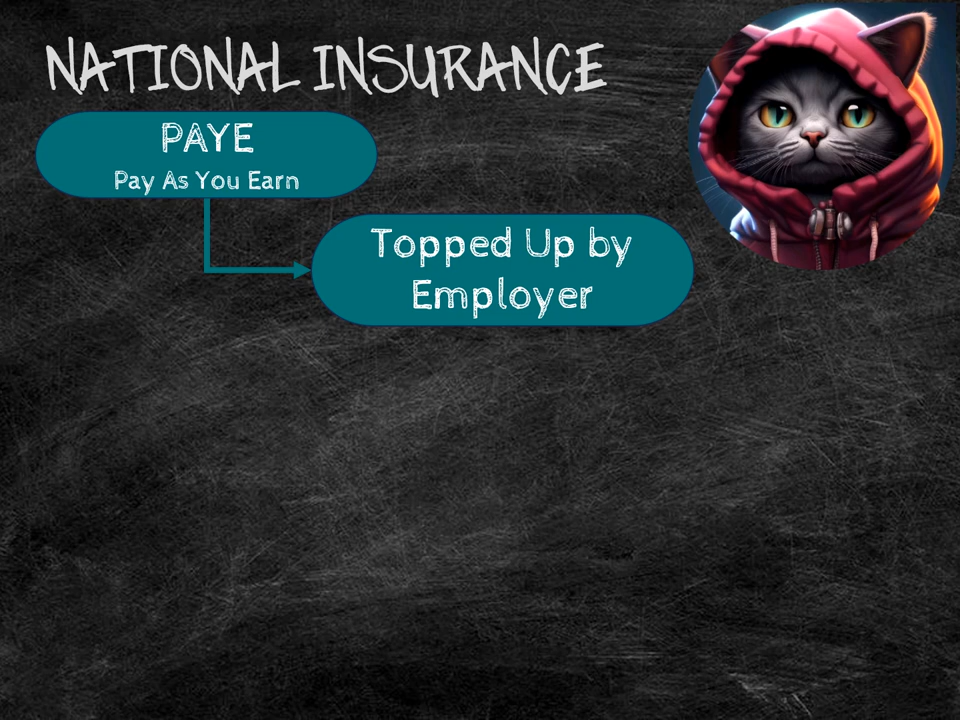 NATIONAL INSURANCE
PAYE
Pay As You Earn
Topped Up by
Employer